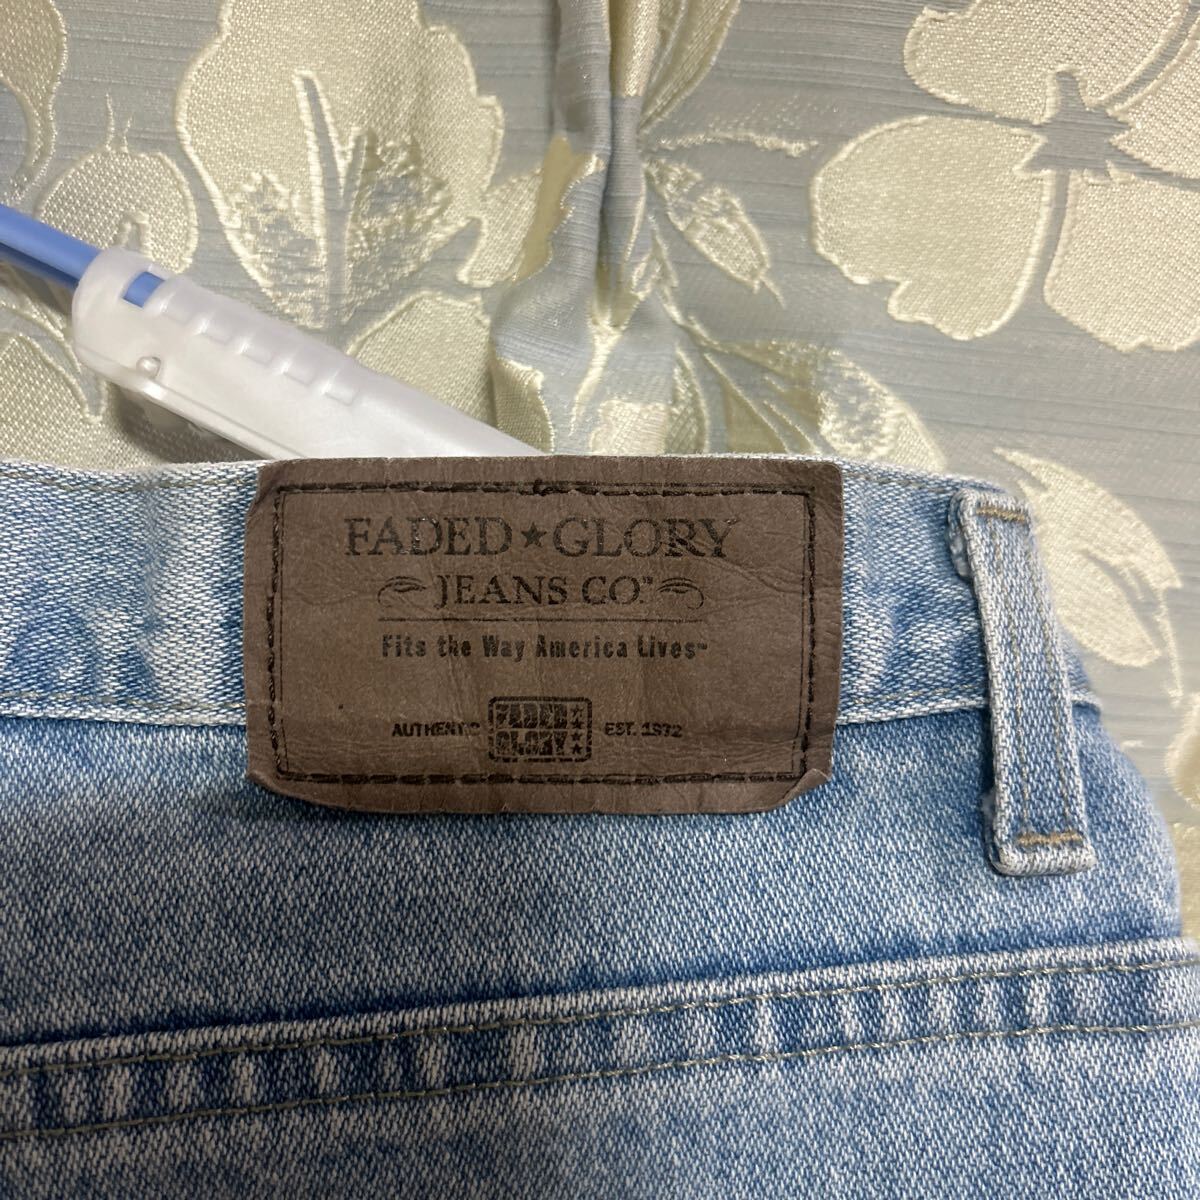 FADED★GLORY
JEANS CO.™
Fits the Way America Lives™
AUTHENTIC FADED GLORY EST. 1972